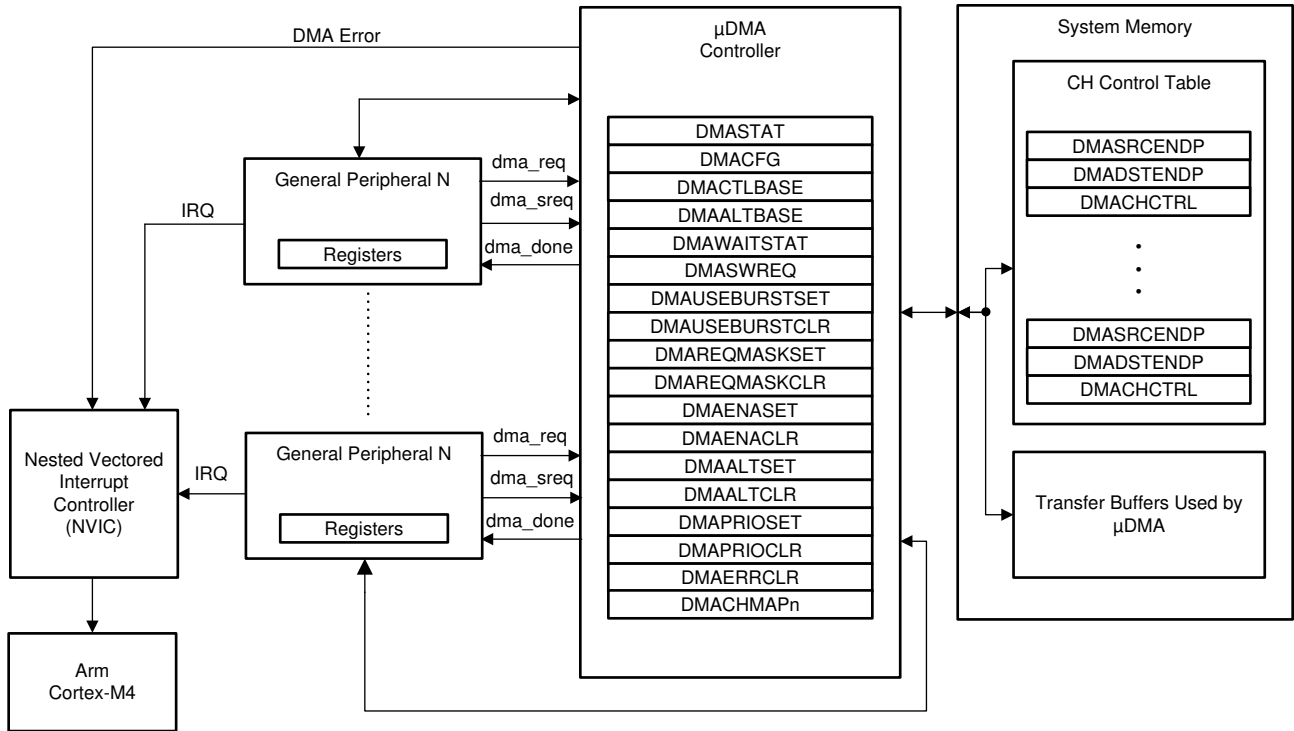 DMA Error
µDMA
Controller
System Memory
CH Control Table
DMASTAT
DMACFG
DMACTLBASE
DMAALTBASE
DMAWAITSTAT
DMASWREQ
DMAUSEBURSTSET
DMAUSEBURSTCLR
DMAREQMASKSET
DMAREQMASKCLR
DMAENASET
DMAENACLR
DMAALTSET
DMAALTCLR
DMAPRIOSET
DMAPRIOCLR
DMAERRCLR
DMACHMAPn
DMASRCENDP
DMADSTENDP
DMACHCTRL
DMASRCENDP
DMADSTENDP
DMACHCTRL
Transfer Buffers Used by
µDMA
General Peripheral N
Registers
dma_req
dma_sreq
dma_done
IRQ
General Peripheral N
Registers
dma_req
dma_sreq
dma_done
IRQ
Nested Vectored
Interrupt
Controller
(NVIC)
Arm
Cortex-M4